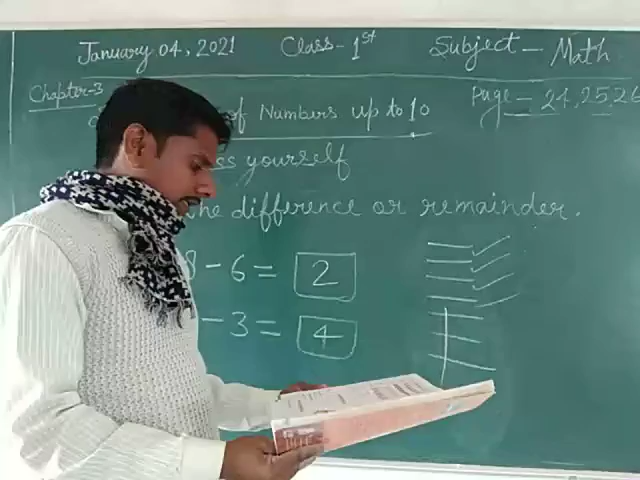 January 04, 2021 Class - 1st Subject - Math
Chapter-3 of Numbers up to 10 Page - 24, 25, 26
yourself
the difference or remainder.
8 - 6 = 2
- 3 = 4